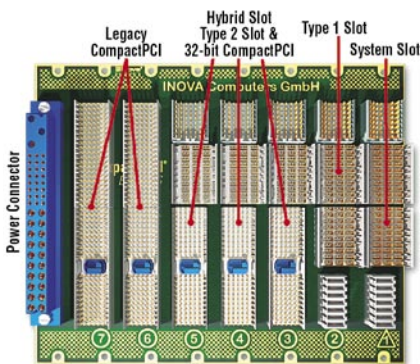 Hybrid Slot
Legacy
CompactPCI
Type 2 Slot &
32-bit CompactPCI
Type 1 Slot
System Slot
INOVA Computers GmbH
Power Connector
7
6
5
4
3
2
1